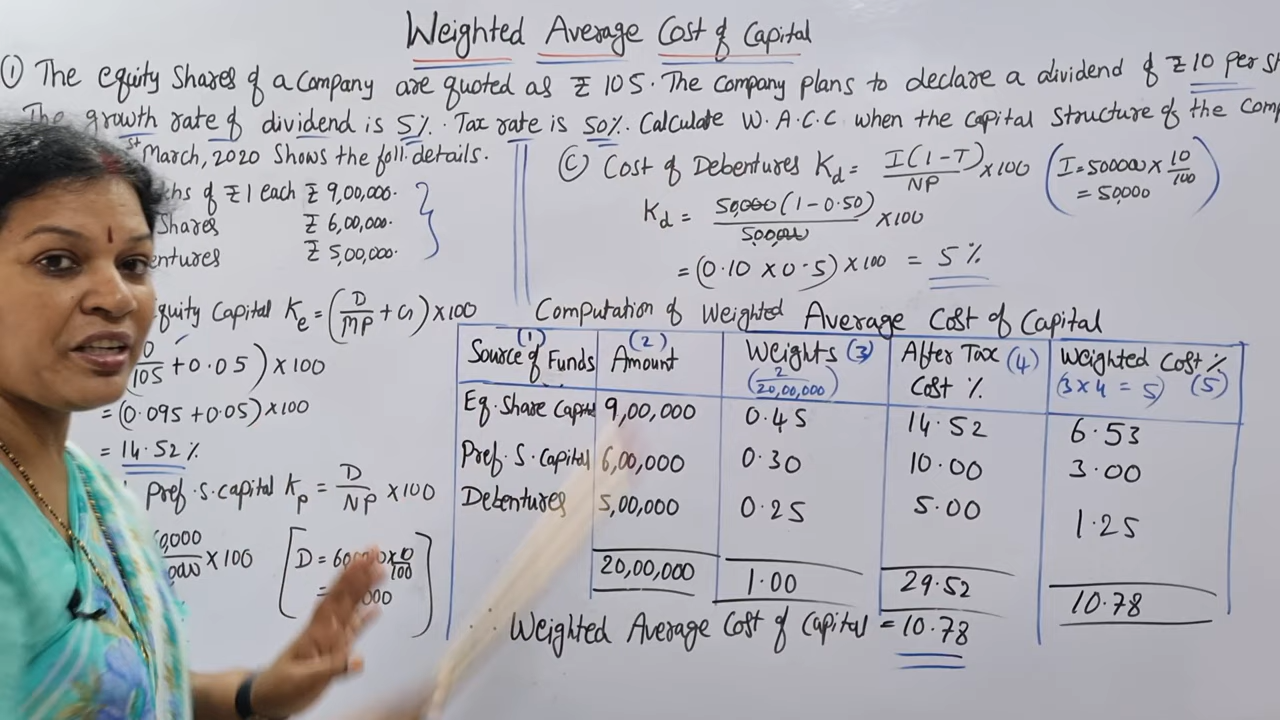 Weighted Average Cost of Capital
① The equity shares of a company are quoted as ₹ 105. The company plans to declare a dividend of ₹ 10 per
The growth rate of dividend is 5%. Tax rate is 50%. Calculate W.A.C.C when the capital structure of the
st March, 2020 shows the foll. details.
of ₹ 1 each ₹ 9,00,000.
Shares ₹ 6,00,000.
₹ 5,00,000.
Capital Ke = (D/MP + G) × 100
/105 + 0.05) × 100
= (0.095 + 0.05) × 100
= 14.52%
Pref. S. capital Kp = D/NP × 100
× 100
[D = × 10/100
=
Ⓒ Cost of Debentures Kd = I(1-T)/NP × 100 (I = 500000 × 10/100
= 50,000)
Kd = 50,000 (1 - 0.50)/500,000 × 100
= (0.10 × 0.5) × 100 = 5%
Computation of Weighted Average Cost of Capital
Source of Funds (1) Amount (2) Weights (3) (2/20,00,000) After Tax Cost % (4) Weighted Cost % (3 × 4 = 5) (5)
Eq. Share Capital 9,00,000 0.45 14.52 6.53
Pref. S. Capital 6,00,000 0.30 10.00 3.00
Debentures 5,00,000 0.25 5.00 1.25
20,00,000 1.00 29.52 10.78
∴ Weighted Average Cost of Capital = 10.78